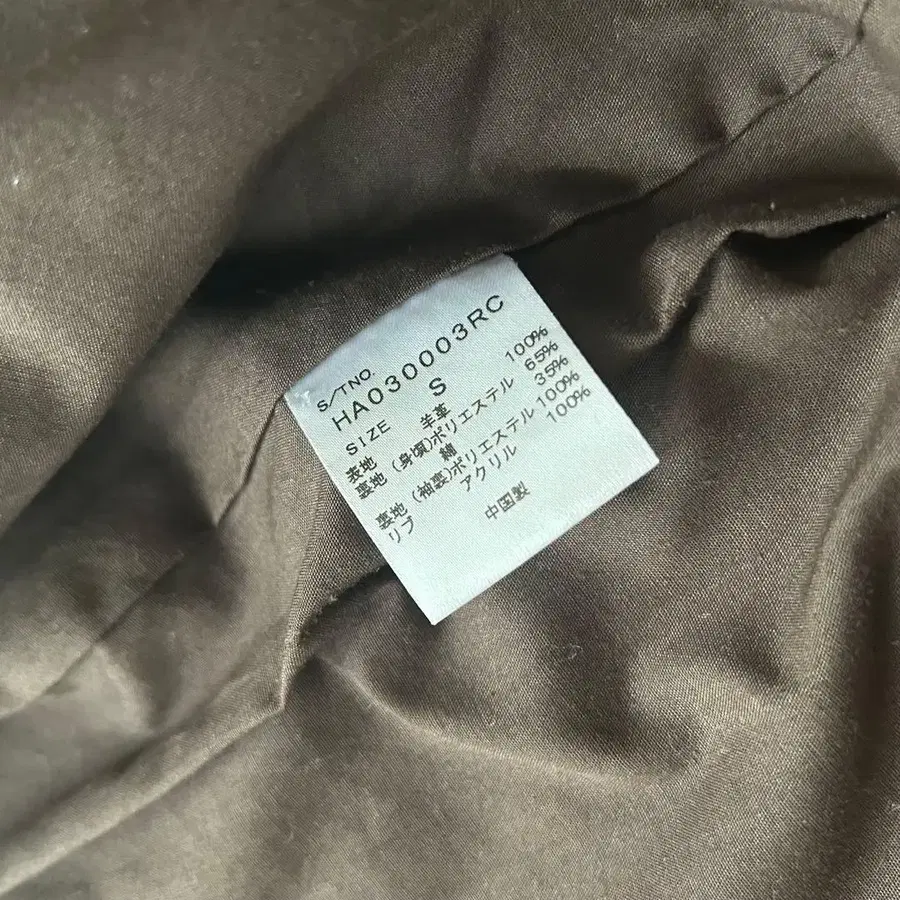 S/TNO.
HA030003RC
SIZE S
表地 羊革 100%
裏地(身頃)ポリエステル 65%
綿 35%
裏地(袖裏)ポリエステル 100%
リブ アクリル 100%
中国製